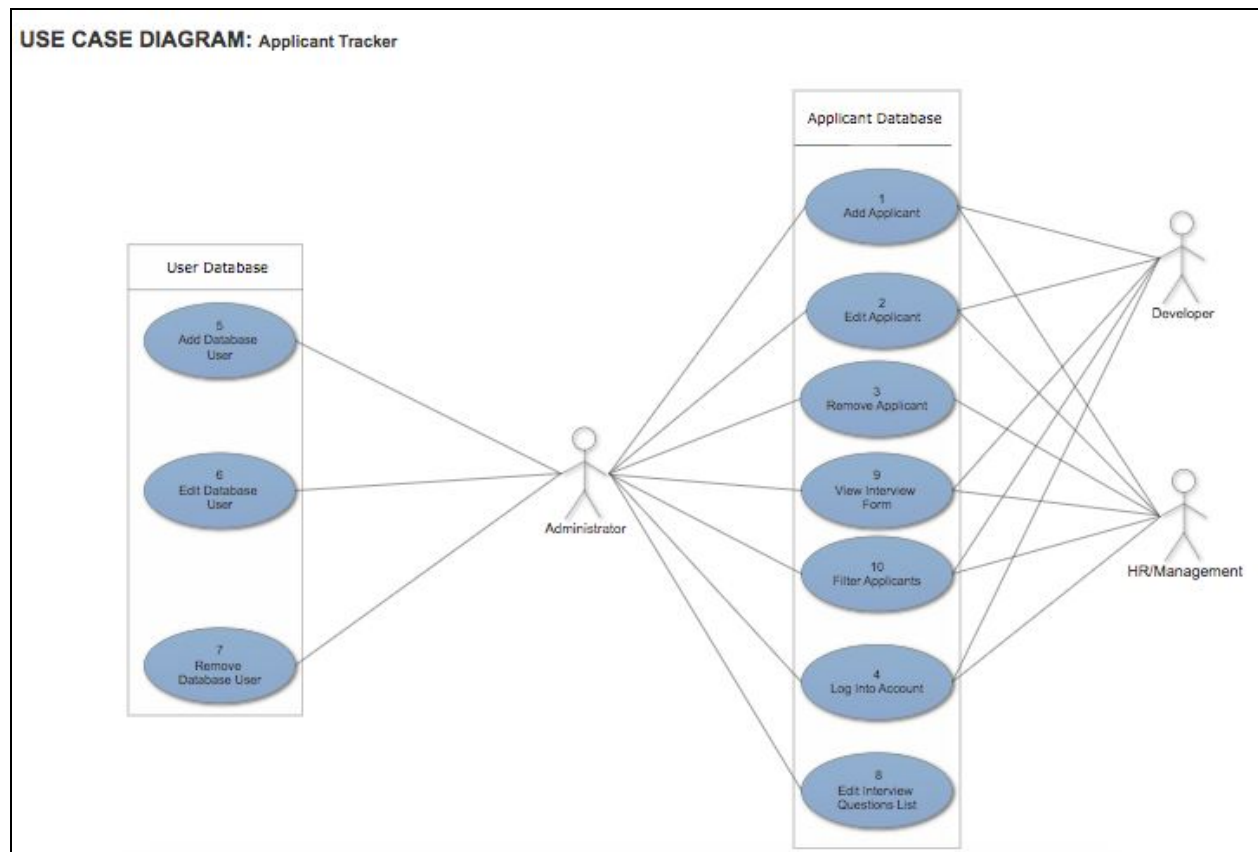 USE CASE DIAGRAM: Applicant Tracker
User Database
5
Add Database
User
6
Edit Database
User
7
Remove
Database User
Administrator
Applicant Database
1
Add Applicant
2
Edit Applicant
3
Remove Applicant
9
View Interview
Form
10
Filter Applicants
4
Log Into Account
8
Edit Interview
Questions List
Developer
HR/Management